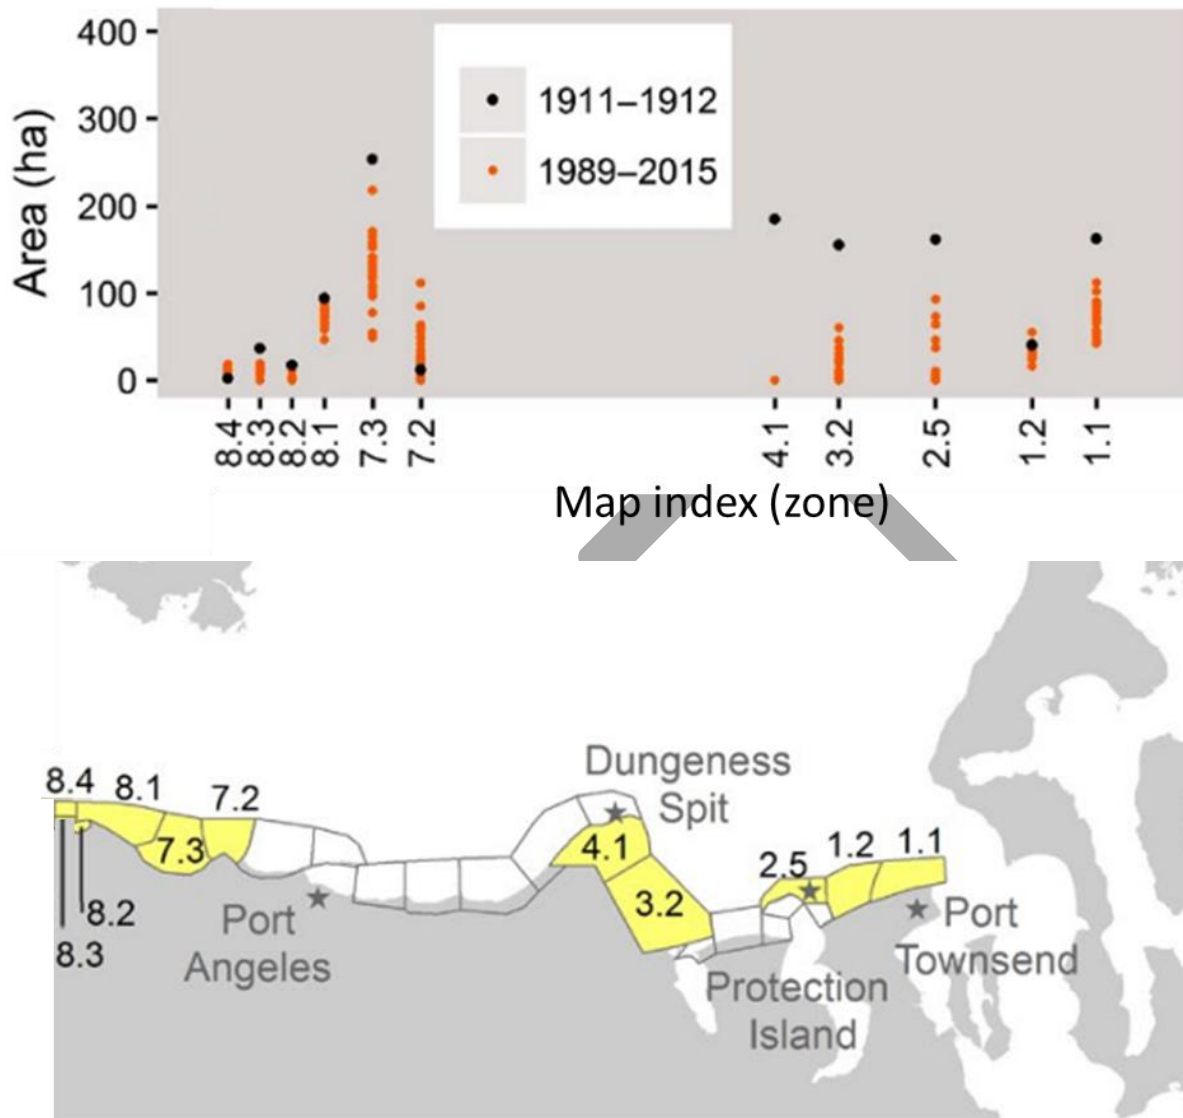 400
300
200
100
0
Area (ha)
1911–1912
1989–2015
8.4
8.3
8.2
8.1
7.3
7.2
4.1
3.2
2.5
1.2
1.1
Map index (zone)
Dungeness
Spit
8.4
8.1
7.2
7.3
4.1
2.5
1.2
1.1
3.2
8.2
8.3
Port
Angeles
Port
Townsend
Protection
Island